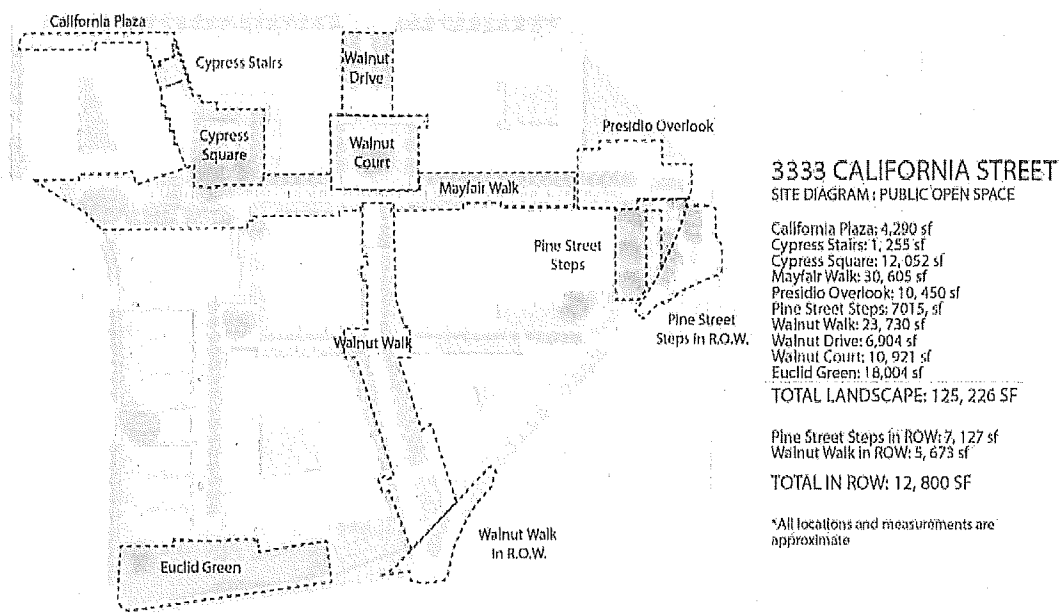 California Plaza
Cypress Stairs
Walnut
Drive
Cypress
Square
Walnut
Court
Presidio Overlook
Mayfair Walk
Pine Street
Steps
Pine Street
Steps in R.O.W.
Walnut Walk
Walnut Walk
in R.O.W.
Euclid Green
3333 CALIFORNIA STREET
SITE DIAGRAM : PUBLIC OPEN SPACE
California Plaza: 4,290 sf
Cypress Stairs: 1, 255 sf
Cypress Square: 12, 052 sf
Mayfair Walk: 30, 605 sf
Presidio Overlook: 10, 450 sf
Pine Street Steps: 7015, sf
Walnut Walk: 23, 730 sf
Walnut Drive: 6,904 sf
Walnut Court: 10, 921 sf
Euclid Green: 18,004 sf
TOTAL LANDSCAPE: 125, 226 SF
Pine Street Steps in ROW: 7, 127 sf
Walnut Walk in ROW: 5, 673 sf
TOTAL IN ROW: 12, 800 SF
*All locations and measurements are
approximate